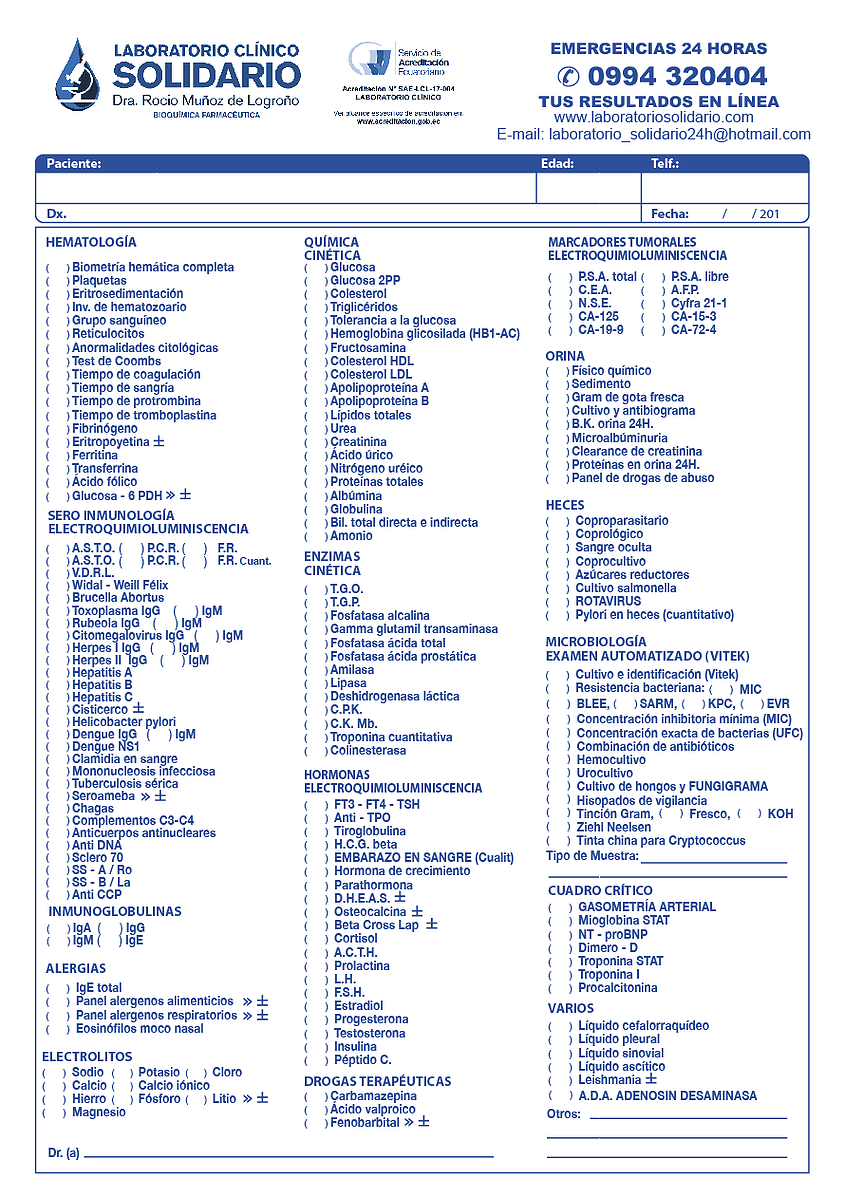 LABORATORIO CLÍNICO
SOLIDARIO
Dra. Rocío Muñoz de Logroño
BIOQUÍMICA FARMACÉUTICA
Servicio de
Acreditación
Ecuatoriano
Acreditación N° SAE-LCL-17-004
LABORATORIO CLÍNICO
Ver alcance específico de acreditación en:
www.acreditacion.gob.ec
EMERGENCIAS 24 HORAS
✆ 0994 320404
TUS RESULTADOS EN LÍNEA
www.laboratoriosolidario.com
E-mail: laboratorio_solidario24h@hotmail.com
Paciente: Edad: Telf.:
Dx. Fecha: / / 201
HEMATOLOGÍA
( ) Biometría hemática completa
( ) Plaquetas
( ) Eritrosedimentación
( ) Inv. de hematozoario
( ) Grupo sanguíneo
( ) Reticulocitos
( ) Anormalidades citológicas
( ) Test de Coombs
( ) Tiempo de coagulación
( ) Tiempo de sangría
( ) Tiempo de protrombina
( ) Tiempo de tromboplastina
( ) Fibrinógeno
( ) Eritropoyetina ±
( ) Ferritina
( ) Transferrina
( ) Ácido fólico
( ) Glucosa - 6 PDH » ±
SERO INMUNOLOGÍA
ELECTROQUIMIOLUMINISCENCIA
( ) A.S.T.O. ( ) P.C.R. ( ) F.R.
( ) A.S.T.O. ( ) P.C.R. ( ) F.R. Cuant.
( ) V.D.R.L.
( ) Widal - Weill Félix
( ) Brucella Abortus
( ) Toxoplasma IgG ( ) IgM
( ) Rubeola IgG ( ) IgM
( ) Citomegalovirus IgG ( ) IgM
( ) Herpes I IgG ( ) IgM
( ) Herpes II IgG ( ) IgM
( ) Hepatitis A
( ) Hepatitis B
( ) Hepatitis C
( ) Cisticerco ±
( ) Helicobacter pylori
( ) Dengue IgG ( ) IgM
( ) Dengue NS1
( ) Clamidia en sangre
( ) Mononucleosis infecciosa
( ) Tuberculosis sérica
( ) Seroameba » ±
( ) Chagas
( ) Complementos C3-C4
( ) Anticuerpos antinucleares
( ) Anti DNA
( ) Sclero 70
( ) SS - A / Ro
( ) SS - B / La
( ) Anti CCP
INMUNOGLOBULINAS
( ) IgA ( ) IgG
( ) IgM ( ) IgE
ALERGIAS
( ) IgE total
( ) Panel alergenos alimenticios » ±
( ) Panel alergenos respiratorios » ±
( ) Eosinófilos moco nasal
ELECTROLITOS
( ) Sodio ( ) Potasio ( ) Cloro
( ) Calcio ( ) Calcio iónico
( ) Hierro ( ) Fósforo ( ) Litio » ±
( ) Magnesio
QUÍMICA
CINÉTICA
( ) Glucosa
( ) Glucosa 2PP
( ) Colesterol
( ) Triglicéridos
( ) Tolerancia a la glucosa
( ) Hemoglobina glicosilada (HB1-AC)
( ) Fructosamina
( ) Colesterol HDL
( ) Colesterol LDL
( ) Apolipoproteína A
( ) Apolipoproteína B
( ) Lípidos totales
( ) Urea
( ) Creatinina
( ) Ácido úrico
( ) Nitrógeno uréico
( ) Proteínas totales
( ) Albúmina
( ) Globulina
( ) Bil. total directa e indirecta
( ) Amonio
ENZIMAS
CINÉTICA
( ) T.G.O.
( ) T.G.P.
( ) Fosfatasa alcalina
( ) Gamma glutamil transaminasa
( ) Fosfatasa ácida total
( ) Fosfatasa ácida prostática
( ) Amilasa
( ) Lipasa
( ) Deshidrogenasa láctica
( ) C.P.K.
( ) C.K. Mb.
( ) Troponina cuantitativa
( ) Colinesterasa
HORMONAS
ELECTROQUIMIOLUMINISCENCIA
( ) FT3 - FT4 - TSH
( ) Anti - TPO
( ) Tiroglobulina
( ) H.C.G. beta
( ) EMBARAZO EN SANGRE (Cualit)
( ) Hormona de crecimiento
( ) Parathormona
( ) D.H.E.A.S. ±
( ) Osteocalcina ±
( ) Beta Cross Lap ±
( ) Cortisol
( ) A.C.T.H.
( ) Prolactina
( ) L.H.
( ) F.S.H.
( ) Estradiol
( ) Progesterona
( ) Testosterona
( ) Insulina
( ) Péptido C.
DROGAS TERAPÉUTICAS
( ) Carbamazepina
( ) Ácido valproico
( ) Fenobarbital » ±
MARCADORES TUMORALES
ELECTROQUIMIOLUMINISCENCIA
( ) P.S.A. total ( ) P.S.A. libre
( ) C.E.A. ( ) A.F.P.
( ) N.S.E. ( ) Cyfra 21-1
( ) CA-125 ( ) CA-15-3
( ) CA-19-9 ( ) CA-72-4
ORINA
( ) Físico químico
( ) Sedimento
( ) Gram de gota fresca
( ) Cultivo y antibiograma
( ) B.K. orina 24H.
( ) Microalbúminuria
( ) Clearance de creatinina
( ) Proteínas en orina 24H.
( ) Panel de drogas de abuso
HECES
( ) Coproparasitario
( ) Coprológico
( ) Sangre oculta
( ) Coprocultivo
( ) Azúcares reductores
( ) Cultivo salmonella
( ) ROTAVIRUS
( ) Pylori en heces (cuantitativo)
MICROBIOLOGÍA
EXAMEN AUTOMATIZADO (VITEK)
( ) Cultivo e identificación (Vitek)
( ) Resistencia bacteriana: ( ) MIC
( ) BLEE, ( ) SARM, ( ) KPC, ( ) EVR
( ) Concentración inhibitoria mínima (MIC)
( ) Concentración exacta de bacterias (UFC)
( ) Combinación de antibióticos
( ) Hemocultivo
( ) Urocultivo
( ) Cultivo de hongos y FUNGIGRAMA
( ) Hisopados de vigilancia
( ) Tinción Gram, ( ) Fresco, ( ) KOH
( ) Ziehl Neelsen
( ) Tinta china para Cryptococcus
Tipo de Muestra:
CUADRO CRÍTICO
( ) GASOMETRÍA ARTERIAL
( ) Mioglobina STAT
( ) NT - proBNP
( ) Dimero - D
( ) Troponina STAT
( ) Troponina I
( ) Procalcitonina
VARIOS
( ) Líquido cefalorraquídeo
( ) Líquido pleural
( ) Líquido sinovial
( ) Líquido ascítico
( ) Leishmania ±
( ) A.D.A. ADENOSIN DESAMINASA
Otros:
Dr. (a)